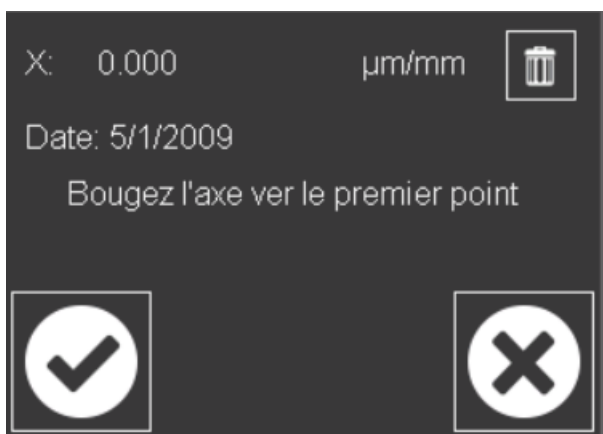 X: 0.000 µm/mm
Date: 5/1/2009
Bougez l'axe ver le premier point